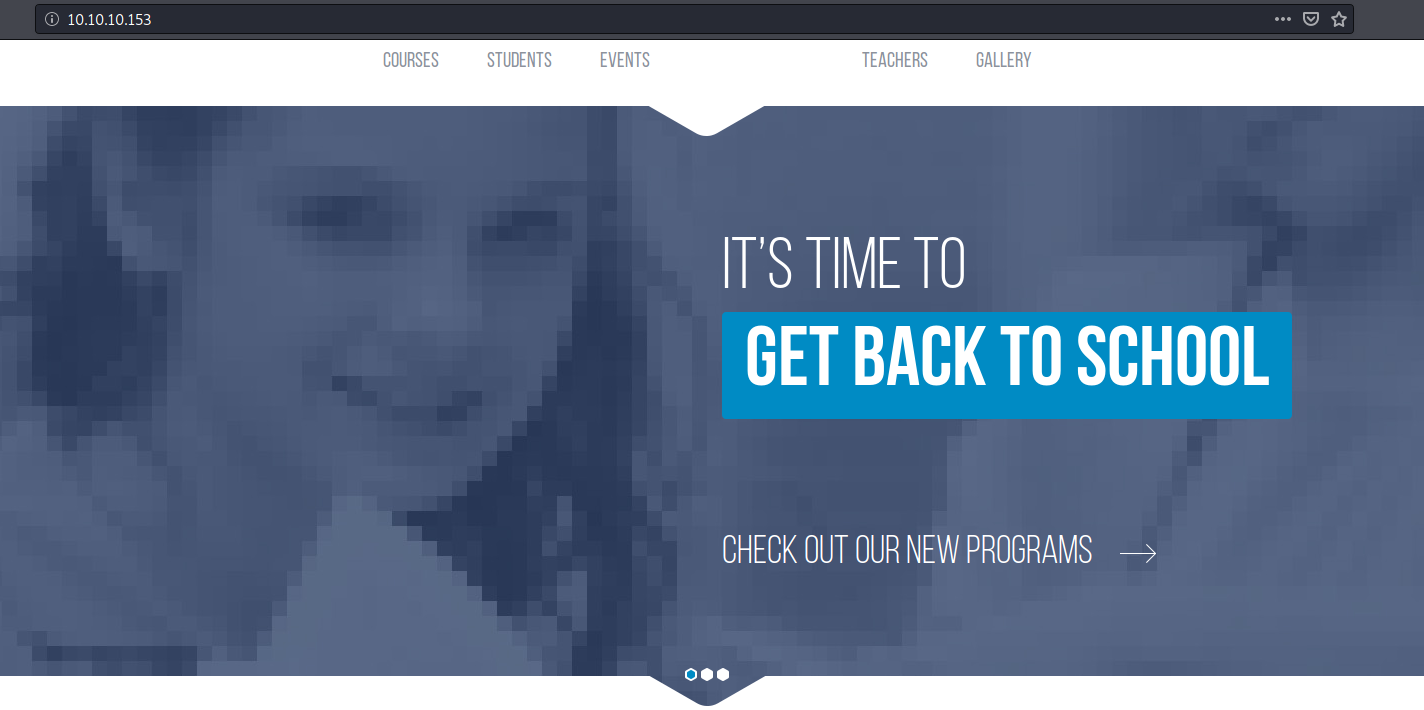 10.10.10.153
COURSES STUDENTS EVENTS TEACHERS GALLERY
IT’S TIME TO
GET BACK TO SCHOOL
CHECK OUT OUR NEW PROGRAMS